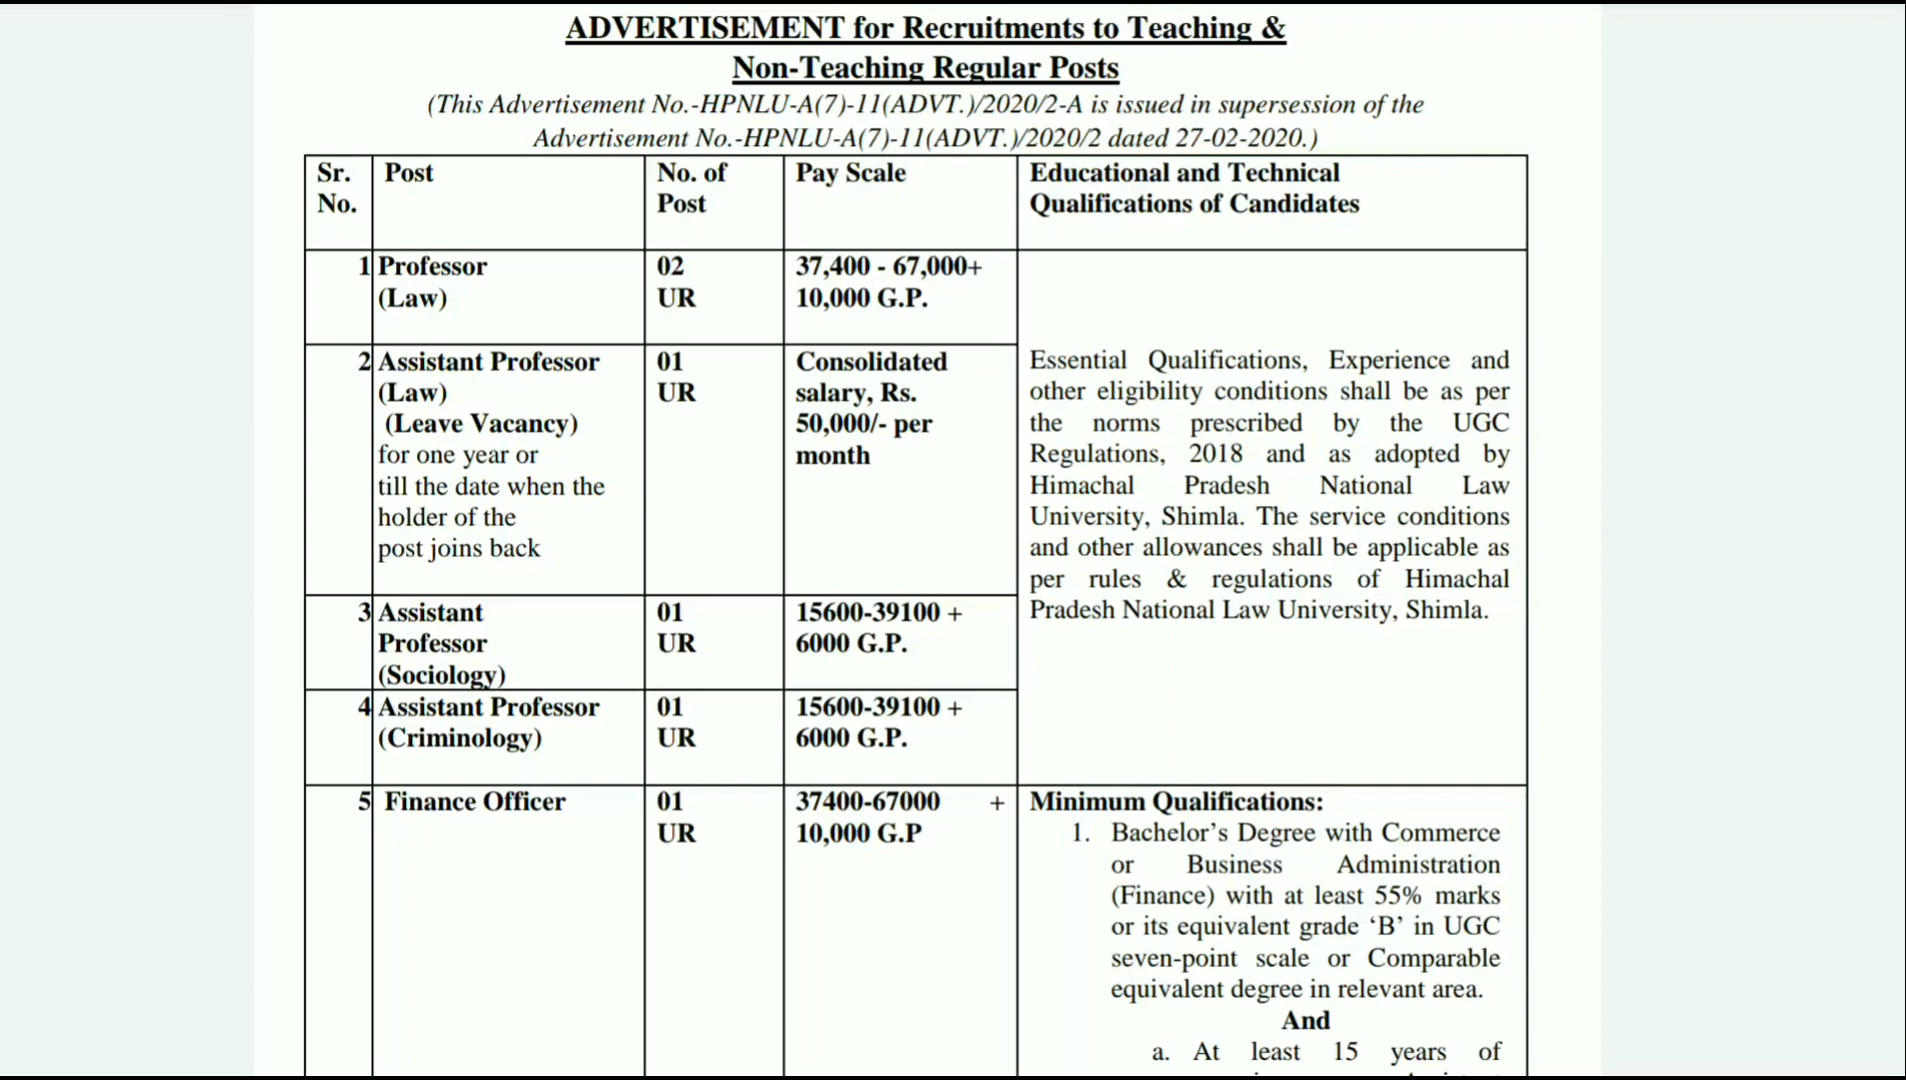 ADVERTISEMENT for Recruitments to Teaching &
Non-Teaching Regular Posts
(This Advertisement No.-HPNLU-A(7)-11(ADVT.)/2020/2-A is issued in supersession of the
Advertisement No.-HPNLU-A(7)-11(ADVT.)/2020/2 dated 27-02-2020.)
Sr.
No.
Post
No. of
Post
Pay Scale
Educational and Technical
Qualifications of Candidates
1
Professor
(Law)
02
UR
37,400 - 67,000+
10,000 G.P.
2
Assistant Professor
(Law)
(Leave Vacancy)
for one year or
till the date when the
holder of the
post joins back
01
UR
Consolidated
salary, Rs.
50,000/- per
month
Essential Qualifications, Experience and
other eligibility conditions shall be as per
the norms prescribed by the UGC
Regulations, 2018 and as adopted by
Himachal Pradesh National Law
University, Shimla. The service conditions
and other allowances shall be applicable as
per rules & regulations of Himachal
Pradesh National Law University, Shimla.
3
Assistant
Professor
(Sociology)
01
UR
15600-39100 +
6000 G.P.
4
Assistant Professor
(Criminology)
01
UR
15600-39100 +
6000 G.P.
5
Finance Officer
01
UR
37400-67000 +
10,000 G.P
Minimum Qualifications:
1. Bachelor’s Degree with Commerce
or Business Administration
(Finance) with at least 55% marks
or its equivalent grade ‘B’ in UGC
seven-point scale or Comparable
equivalent degree in relevant area.
And
a. At least 15 years of